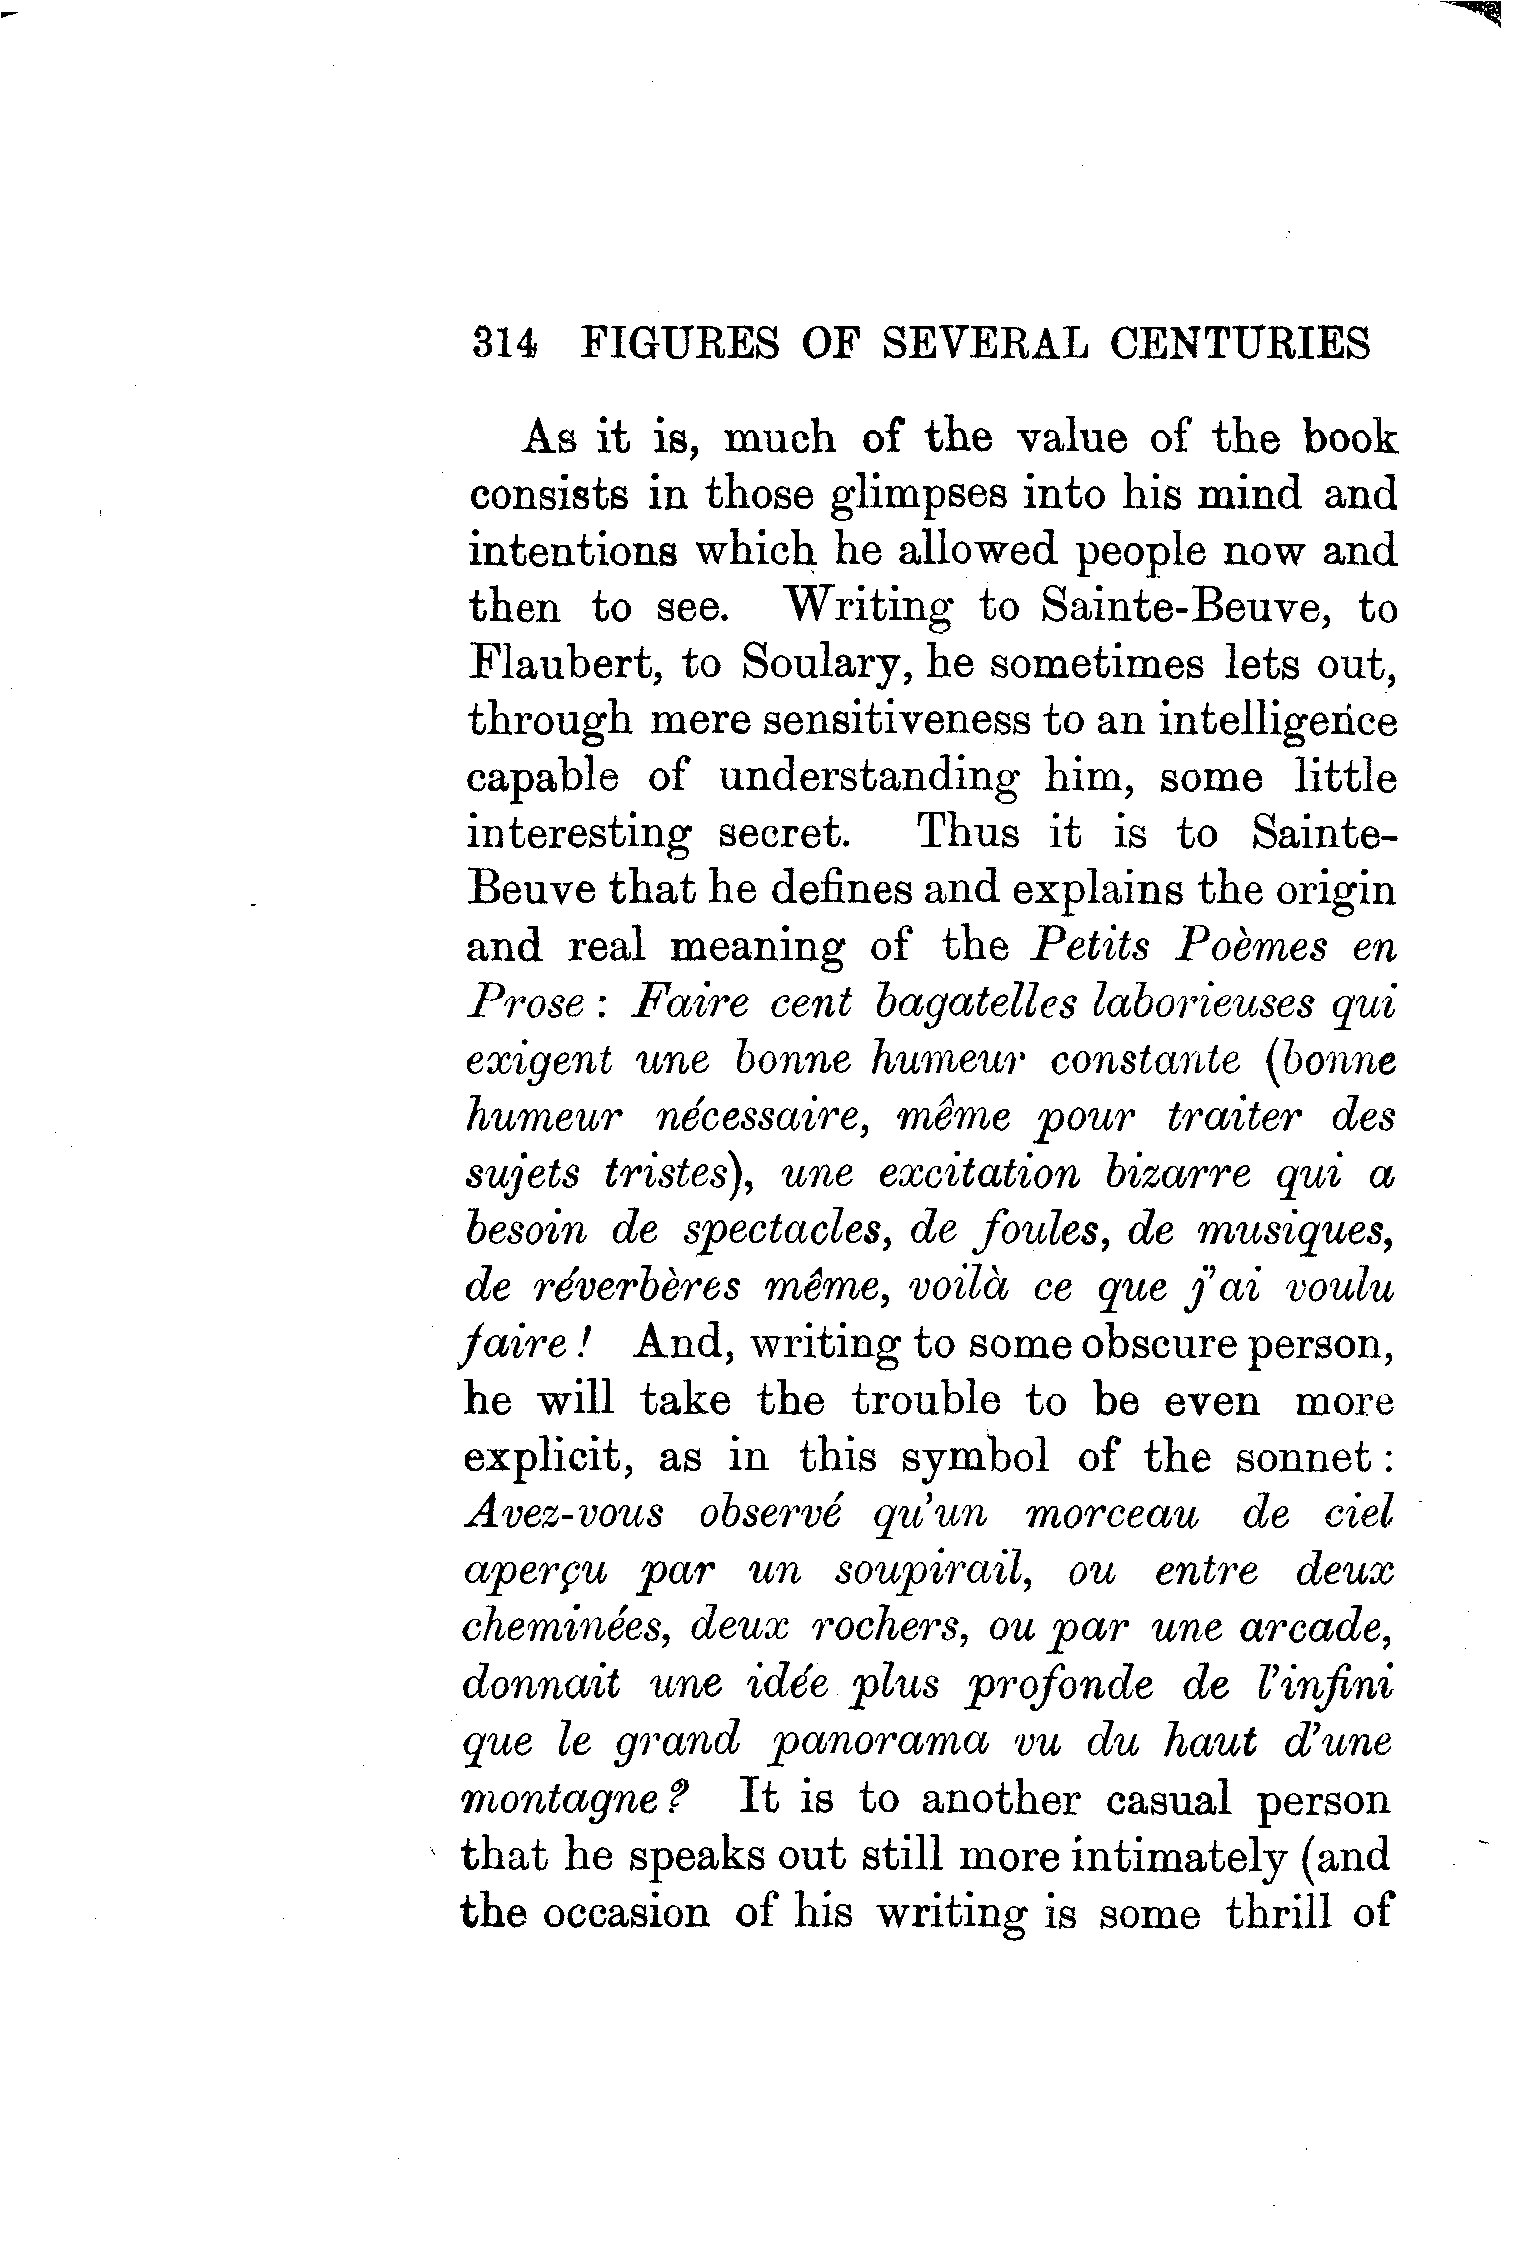 314 FIGURES OF SEVERAL CENTURIES
As it is, much of the value of the book
consists in those glimpses into his mind and
intentions which he allowed people now and
then to see. Writing to Sainte-Beuve, to
Flaubert, to Soulary, he sometimes lets out,
through mere sensitiveness to an intelligence
capable of understanding him, some little
interesting secret. Thus it is to Sainte-
Beuve that he defines and explains the origin
and real meaning of the Petits Poèmes en
Prose : Faire cent bagatelles laborieuses qui
exigent une bonne humeur constante (bonne
humeur nécessaire, même pour traiter des
sujets tristes), une excitation bizarre qui a
besoin de spectacles, de foules, de musiques,
de réverbères même, voilà ce que j'ai voulu
faire ! And, writing to some obscure person,
he will take the trouble to be even more
explicit, as in this symbol of the sonnet :
Avez-vous observé qu'un morceau de ciel
aperçu par un soupirail, ou entre deux
cheminées, deux rochers, ou par une arcade,
donnait une idée plus profonde de l'infini
que le grand panorama vu du haut d'une
montagne ? It is to another casual person
that he speaks out still more intimately (and
the occasion of his writing is some thrill of